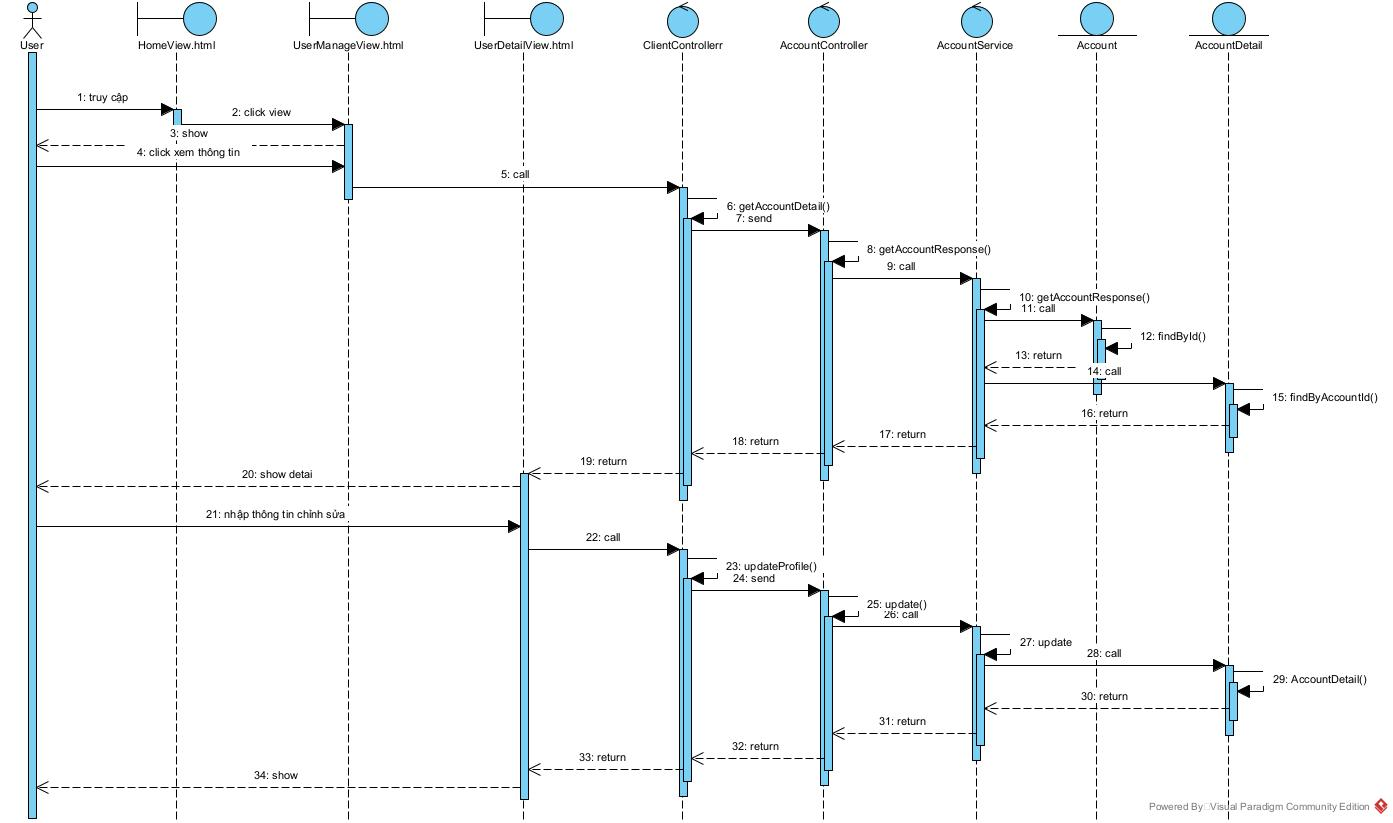 User
HomeView.html
UserManageView.html
UserDetailView.html
ClientControllerr
AccountController
AccountService
Account
AccountDetail
1: truy cập
2: click view
3: show
4: click xem thông tin
5: call
6: getAccountDetail()
7: send
8: getAccountResponse()
9: call
10: getAccountResponse()
11: call
12: findById()
13: return
14: call
15: findByAccountId()
16: return
17: return
18: return
19: return
20: show detai
21: nhập thông tin chỉnh sửa
22: call
23: updateProfile()
24: send
25: update()
26: call
27: update
28: call
29: AccountDetail()
30: return
31: return
32: return
33: return
34: show
Powered By Visual Paradigm Community Edition